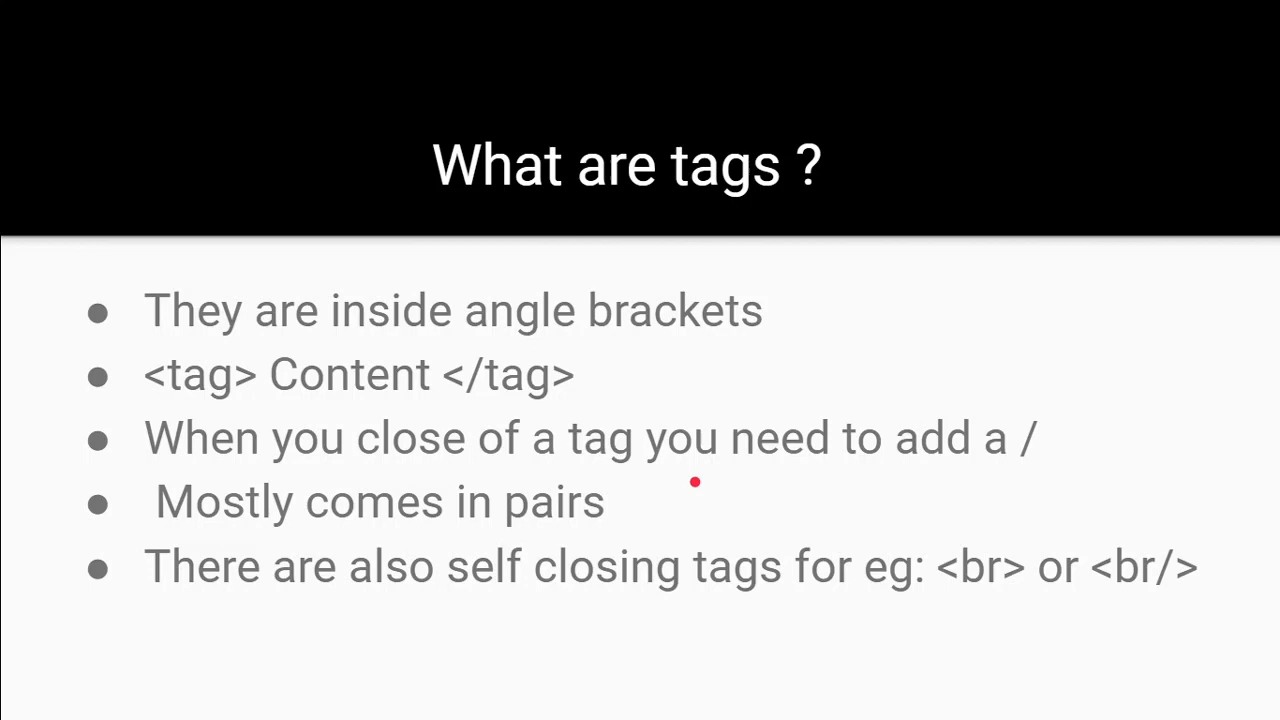 What are tags ?
● They are inside angle brackets
● <tag> Content </tag>
● When you close of a tag you need to add a /
● Mostly comes in pairs
● There are also self closing tags for eg: <br> or <br/>